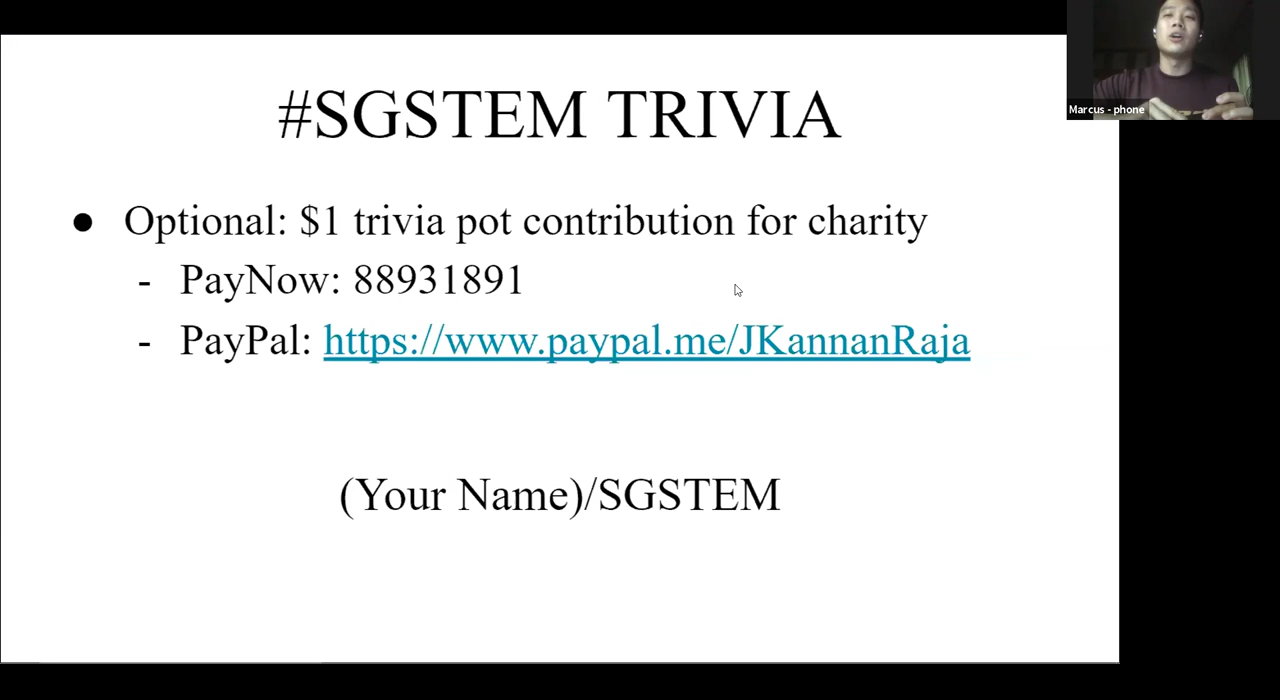 #SGSTEM TRIVIA
● Optional: $1 trivia pot contribution for charity
- PayNow: 88931891
- PayPal: https://www.paypal.me/JKannanRaja
(Your Name)/SGSTEM
Marcus - phone